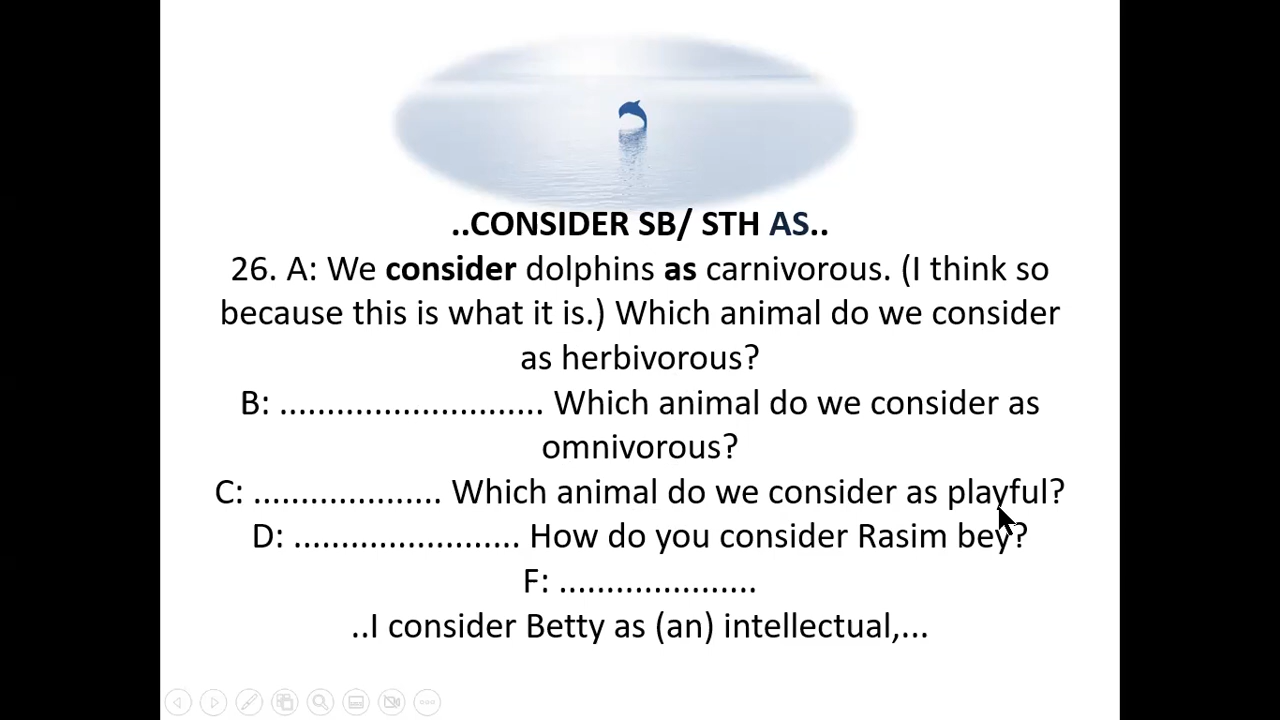 ..CONSIDER SB/ STH AS..
26. A: We consider dolphins as carnivorous. (I think so
because this is what it is.) Which animal do we consider
as herbivorous?
B: ............................ Which animal do we consider as
omnivorous?
C: .................... Which animal do we consider as playful?
D: ........................ How do you consider Rasim bey?
F: .....................
..I consider Betty as (an) intellectual,...